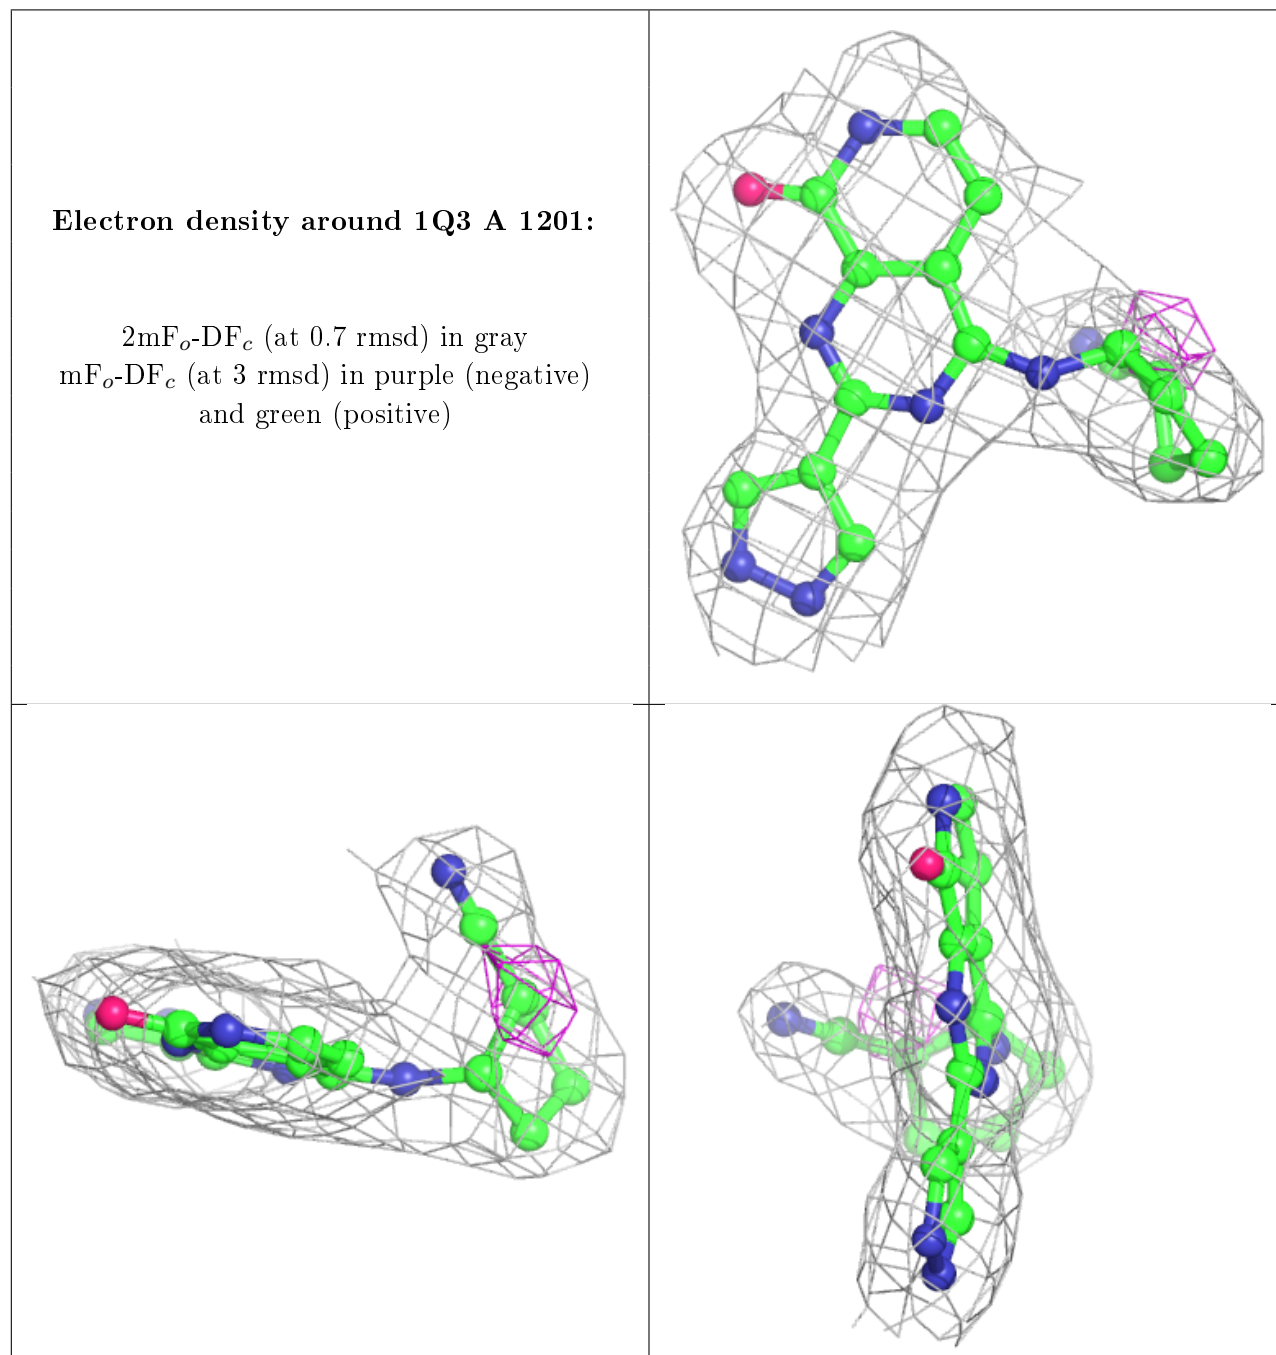 Electron density around 1Q3 A 1201:
2mFo-DFc (at 0.7 rmsd) in gray
mFo-DFc (at 3 rmsd) in purple (negative)
and green (positive)